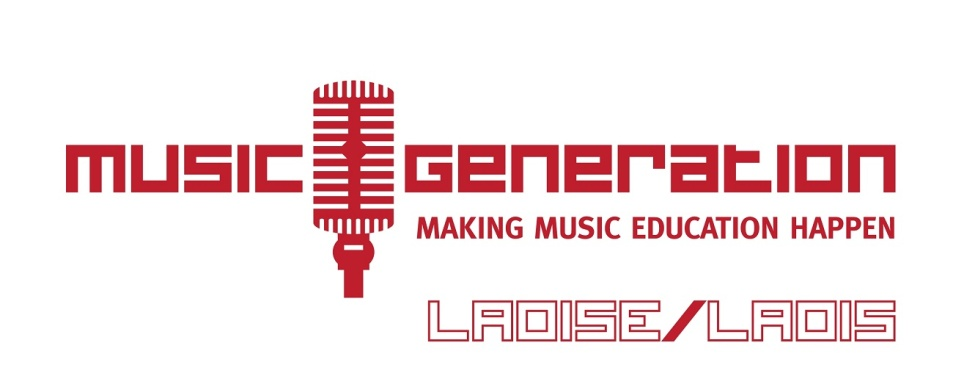 music generation
MAKING MUSIC EDUCATION HAPPEN
LAOISE/LAOIS